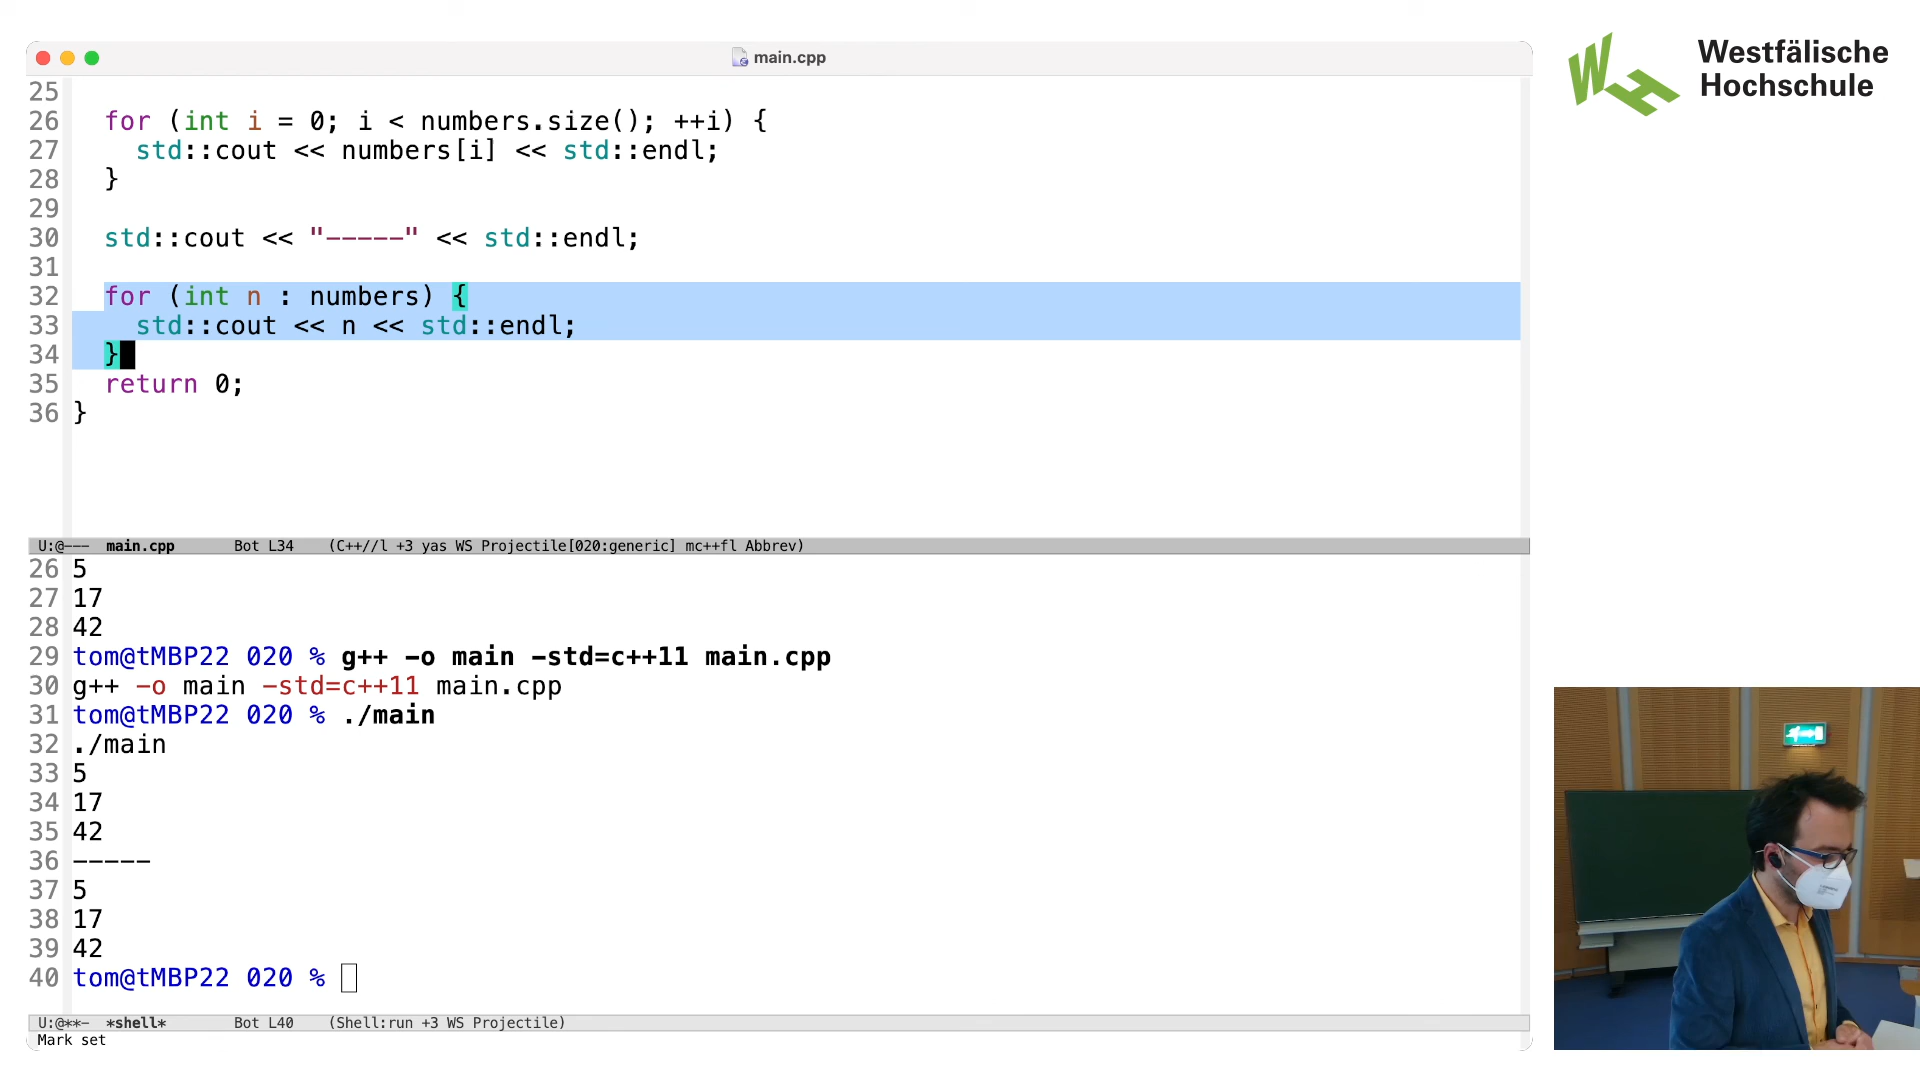 main.cpp
Westfälische
Hochschule
25
26 for (int i = 0; i < numbers.size(); ++i) {
27 std::cout << numbers[i] << std::endl;
28 }
29
30 std::cout << "-----" << std::endl;
31
32 for (int n : numbers) {
33 std::cout << n << std::endl;
34 }
35 return 0;
36 }
U:@--- main.cpp Bot L34 (C++//l +3 yas WS Projectile[020:generic] mc++fl Abbrev)
26 5
27 17
28 42
29 tom@tMBP22 020 % g++ -o main -std=c++11 main.cpp
30 g++ -o main -std=c++11 main.cpp
31 tom@tMBP22 020 % ./main
32 ./main
33 5
34 17
35 42
36 -----
37 5
38 17
39 42
40 tom@tMBP22 020 %
U:@**- *shell* Bot L40 (Shell:run +3 WS Projectile)
Mark set